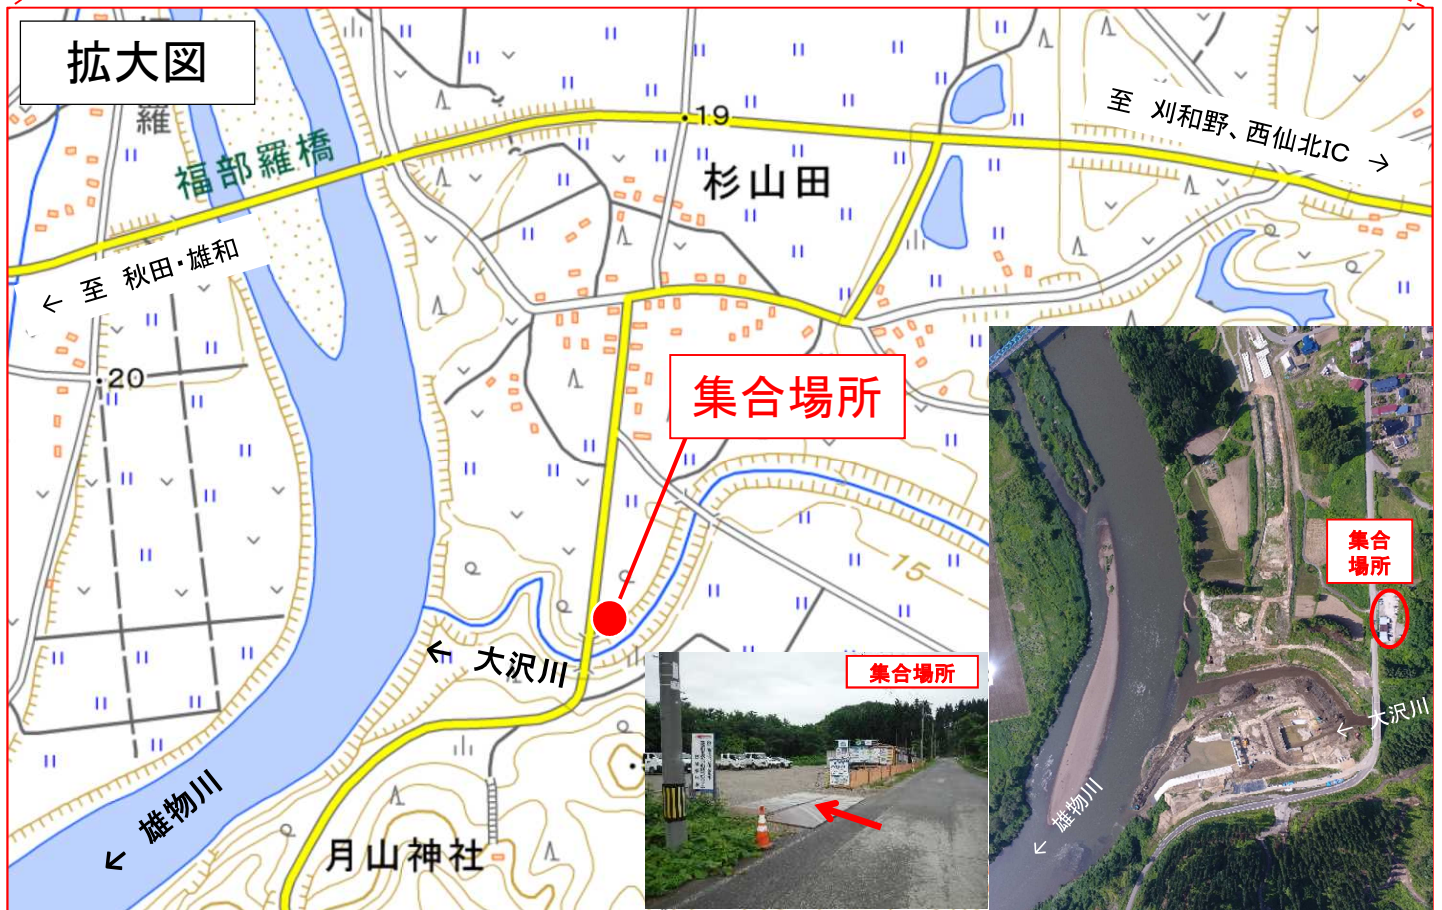 拡大図
羅
福部羅橋
19
至 刈和野、西仙北IC →
杉山田
← 至 秋田・雄和
20
集合場所
15
← 大沢川
← 雄物川
月山神社
集合場所
集合
場所
← 大沢川
← 雄物川